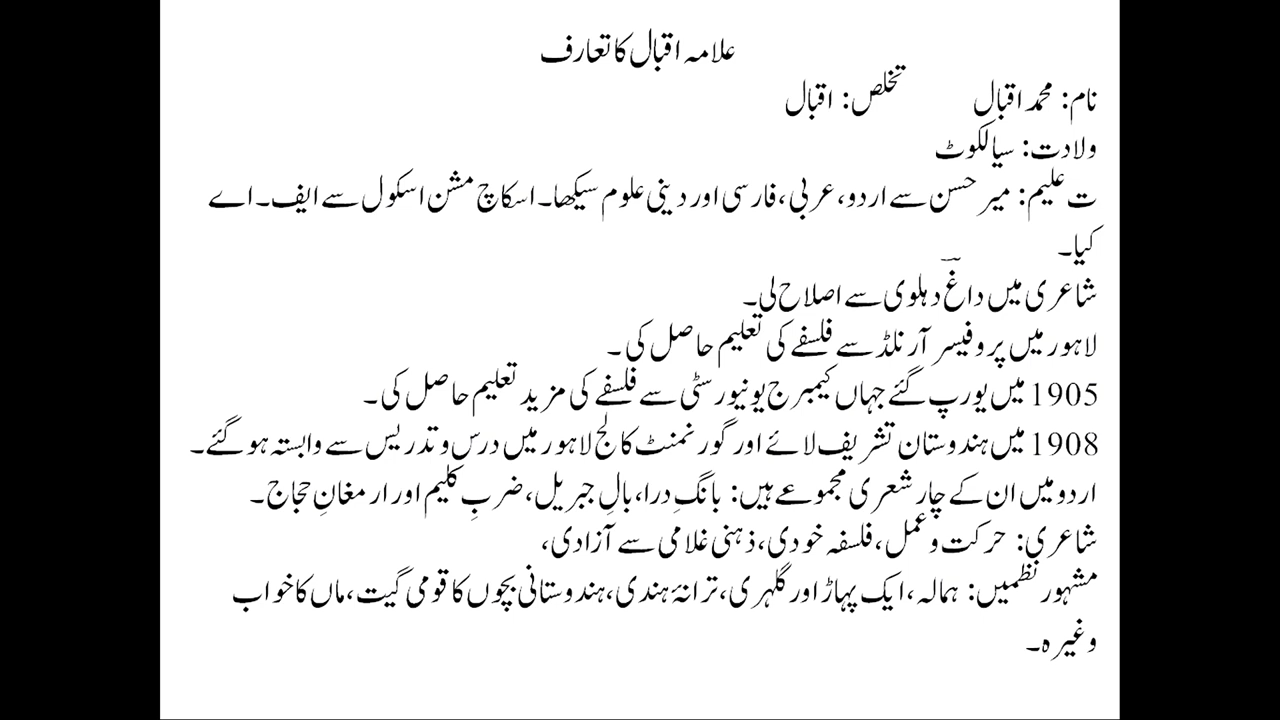 علامہ اقبال کا تعارف
نام: محمد اقبال تخلص: اقبال
ولادت: سیالکوٹ
ت علیم: میر حسن سے اردو، عربی، فارسی اور دینی علوم سیکھا۔ اسکاچ مشن اسکول سے ایف۔ اے
کیا۔
شاعری میں داغؔ دہلوی سے اصلاح لی۔
لاہور میں پروفیسر آرنلڈ سے فلسفے کی تعلیم حاصل کی۔
1905 میں یورپ گئے جہاں کیمبرج یونیورسٹی سے فلسفے کی مزید تعلیم حاصل کی۔
1908 میں ہندوستان تشریف لائے اور گورنمنٹ کالج لاہور میں درس و تدریس سے وابستہ ہو گئے۔
اردو میں ان کے چار شعری مجموعے ہیں: بانگِ درا، بالِ جبریل، ضربِ کلیم اور ارمغانِ حجاج۔
شاعری: حرکت و عمل، فلسفہ خودی، ذہنی غلامی سے آزادی،
مشہور نظمیں: ہمالہ، ایک پہاڑ اور گلہری، ترانۂ ہندی، ہندوستانی بچوں کا قومی گیت، ماں کا خواب
وغیرہ۔